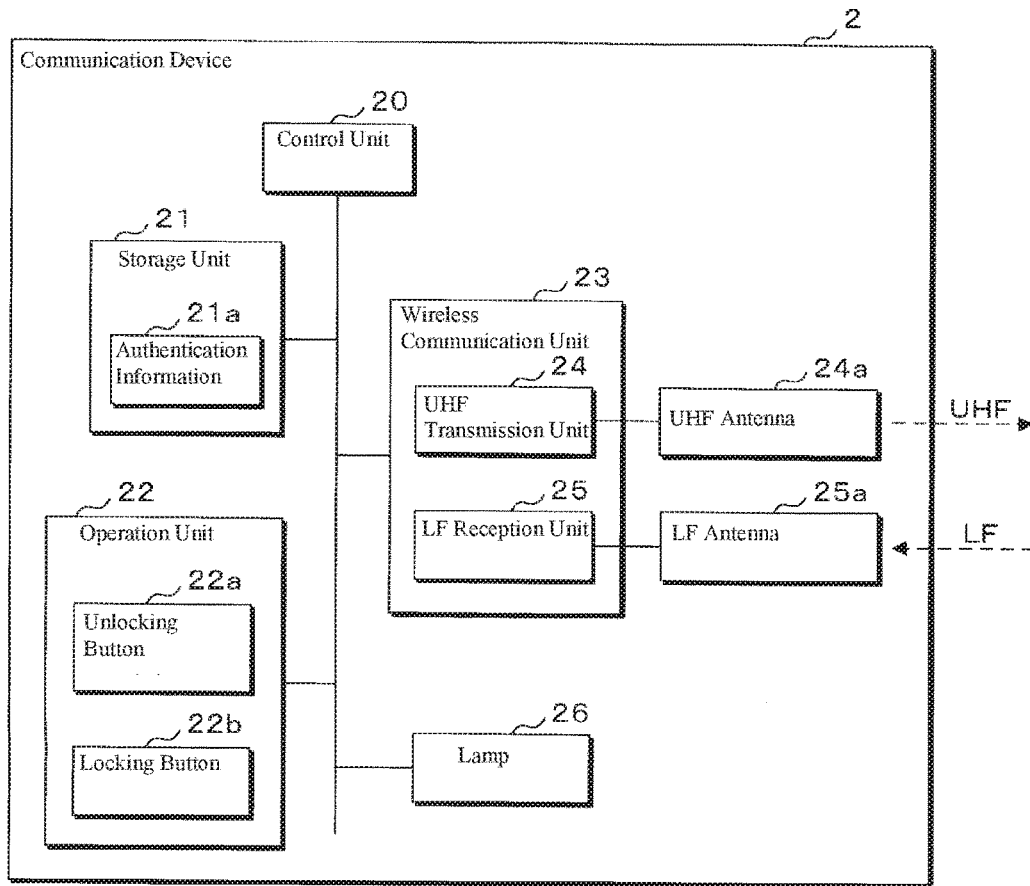 2
Communication Device
20
Control Unit
21
Storage Unit
21a
Authentication
Information
23
Wireless
Communication Unit
24
UHF
Transmission Unit
24a
UHF Antenna
UHF
25
LF Reception Unit
25a
LF Antenna
LF
22
Operation Unit
22a
Unlocking
Button
22b
Locking Button
26
Lamp